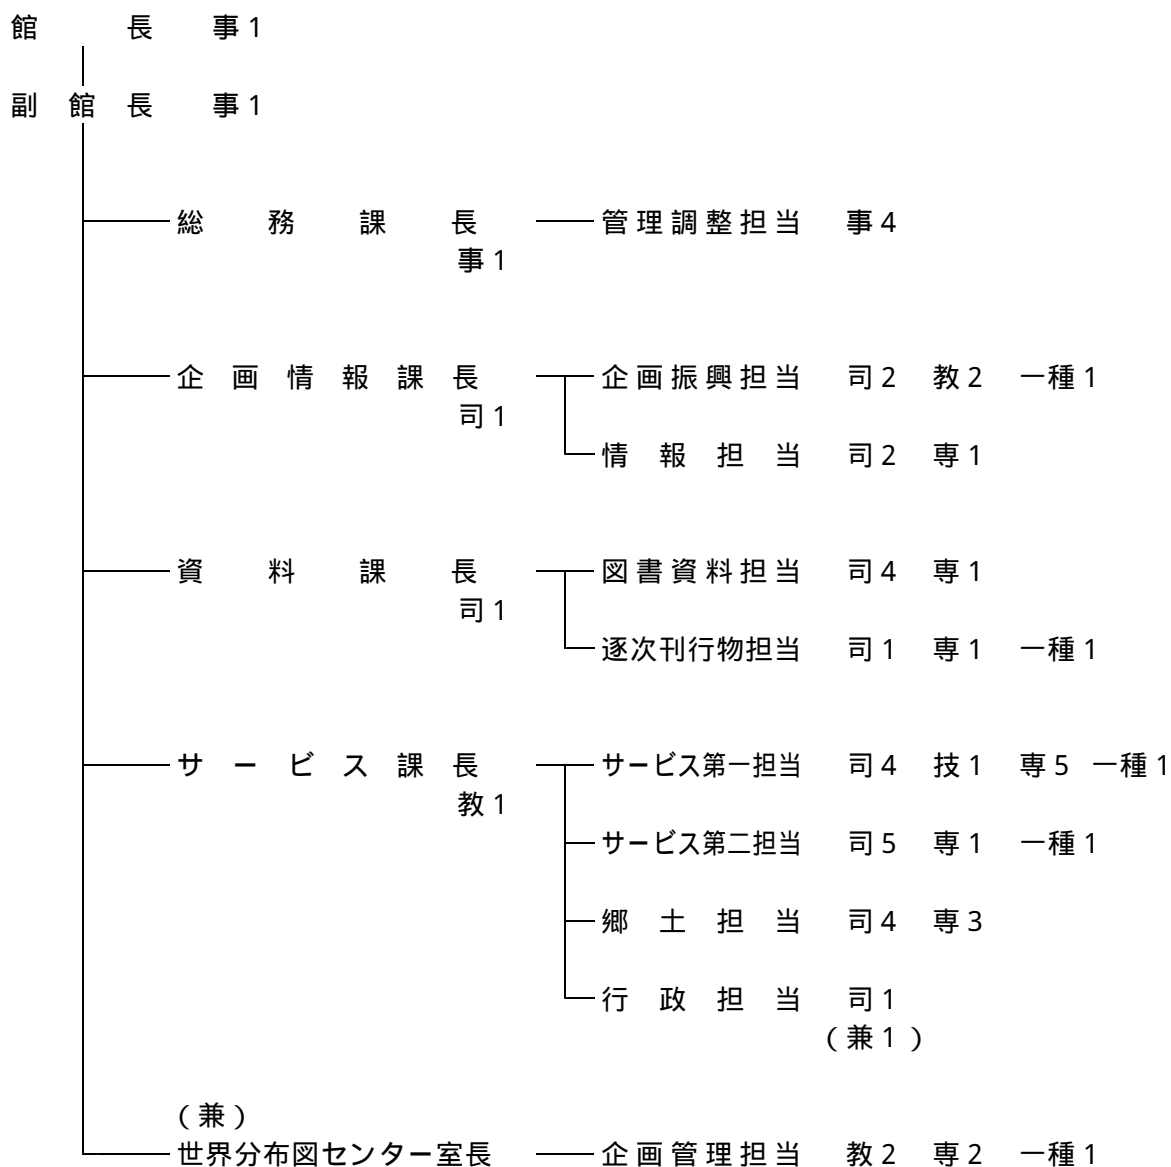 館長 事1
副館長 事1
総務課長 管理調整担当 事4
事1
企画情報課長 企画振興担当 司2 教2 一種1
司1
情報担当 司2 専1
資料課長 図書資料担当 司4 専1
司1
逐次刊行物担当 司1 専1 一種1
サービス課長 サービス第一担当 司4 技1 専5 一種1
教1
サービス第二担当 司5 専1 一種1
郷土担当 司4 専3
行政担当 司1
(兼1)
(兼)
世界分布図センター室長 企画管理担当 教2 専2 一種1